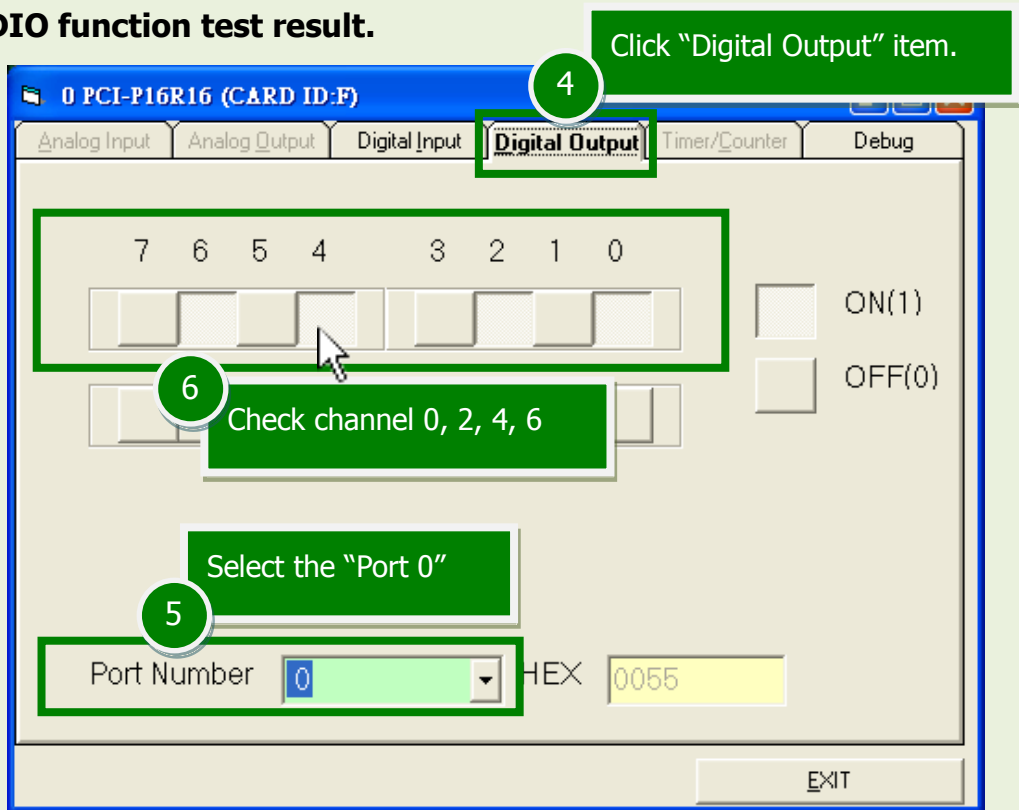 DIO function test result.
Click “Digital Output” item.
4
0 PCI-P16R16 (CARD ID:F)
Analog Input Analog Output Digital Input Digital Output Timer/Counter Debug
7 6 5 4 3 2 1 0
ON(1)
OFF(0)
6
Check channel 0, 2, 4, 6
Select the “Port 0”
5
Port Number 0 HEX 0055
EXIT